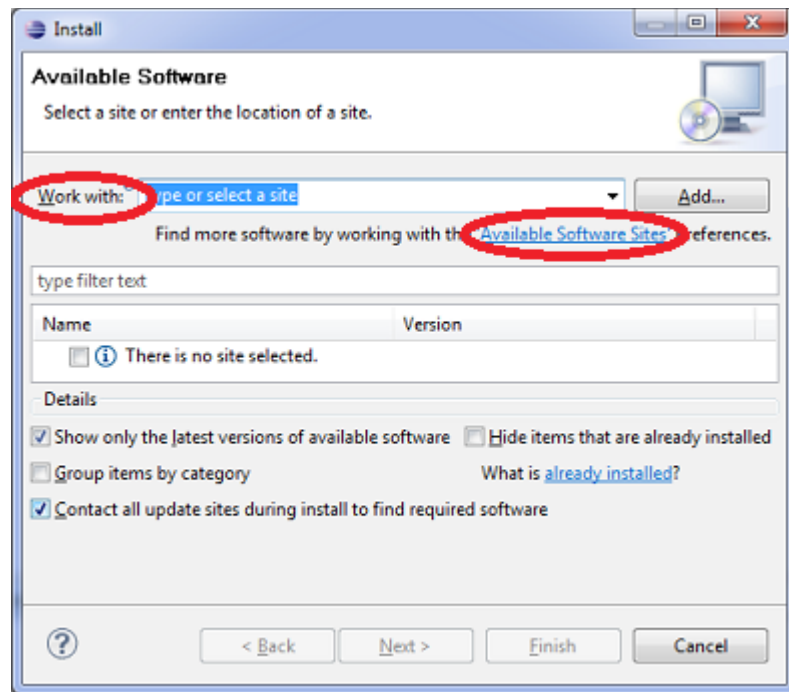 Install
Available Software
Select a site or enter the location of a site.
Work with: type or select a site Add...
Find more software by working with the "Available Software Sites" preferences.
type filter text
Name Version
There is no site selected.
Details
Show only the latest versions of available software Hide items that are already installed
Group items by category What is already installed?
Contact all update sites during install to find required software
< Back Next > Finish Cancel